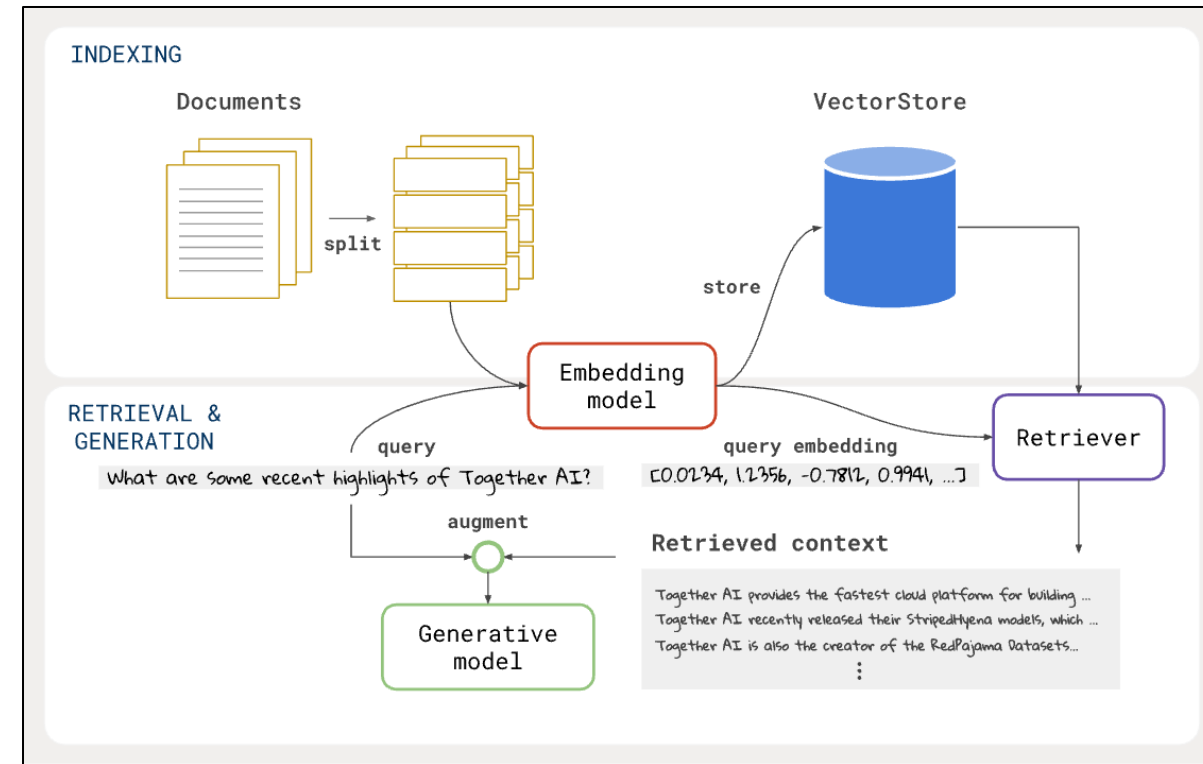 INDEXING
Documents
VectorStore
split
store
Embedding
model
RETRIEVAL &
GENERATION
query
What are some recent highlights of Together AI?
query embedding
[0.0234, 1.2356, -0.7812, 0.9941, ...]
Retriever
augment
Retrieved context
Together AI provides the fastest cloud platform for building ...
Together AI recently released their StripedHyena models, which ...
Together AI is also the creator of the RedPajama Datasets...
Generative
model